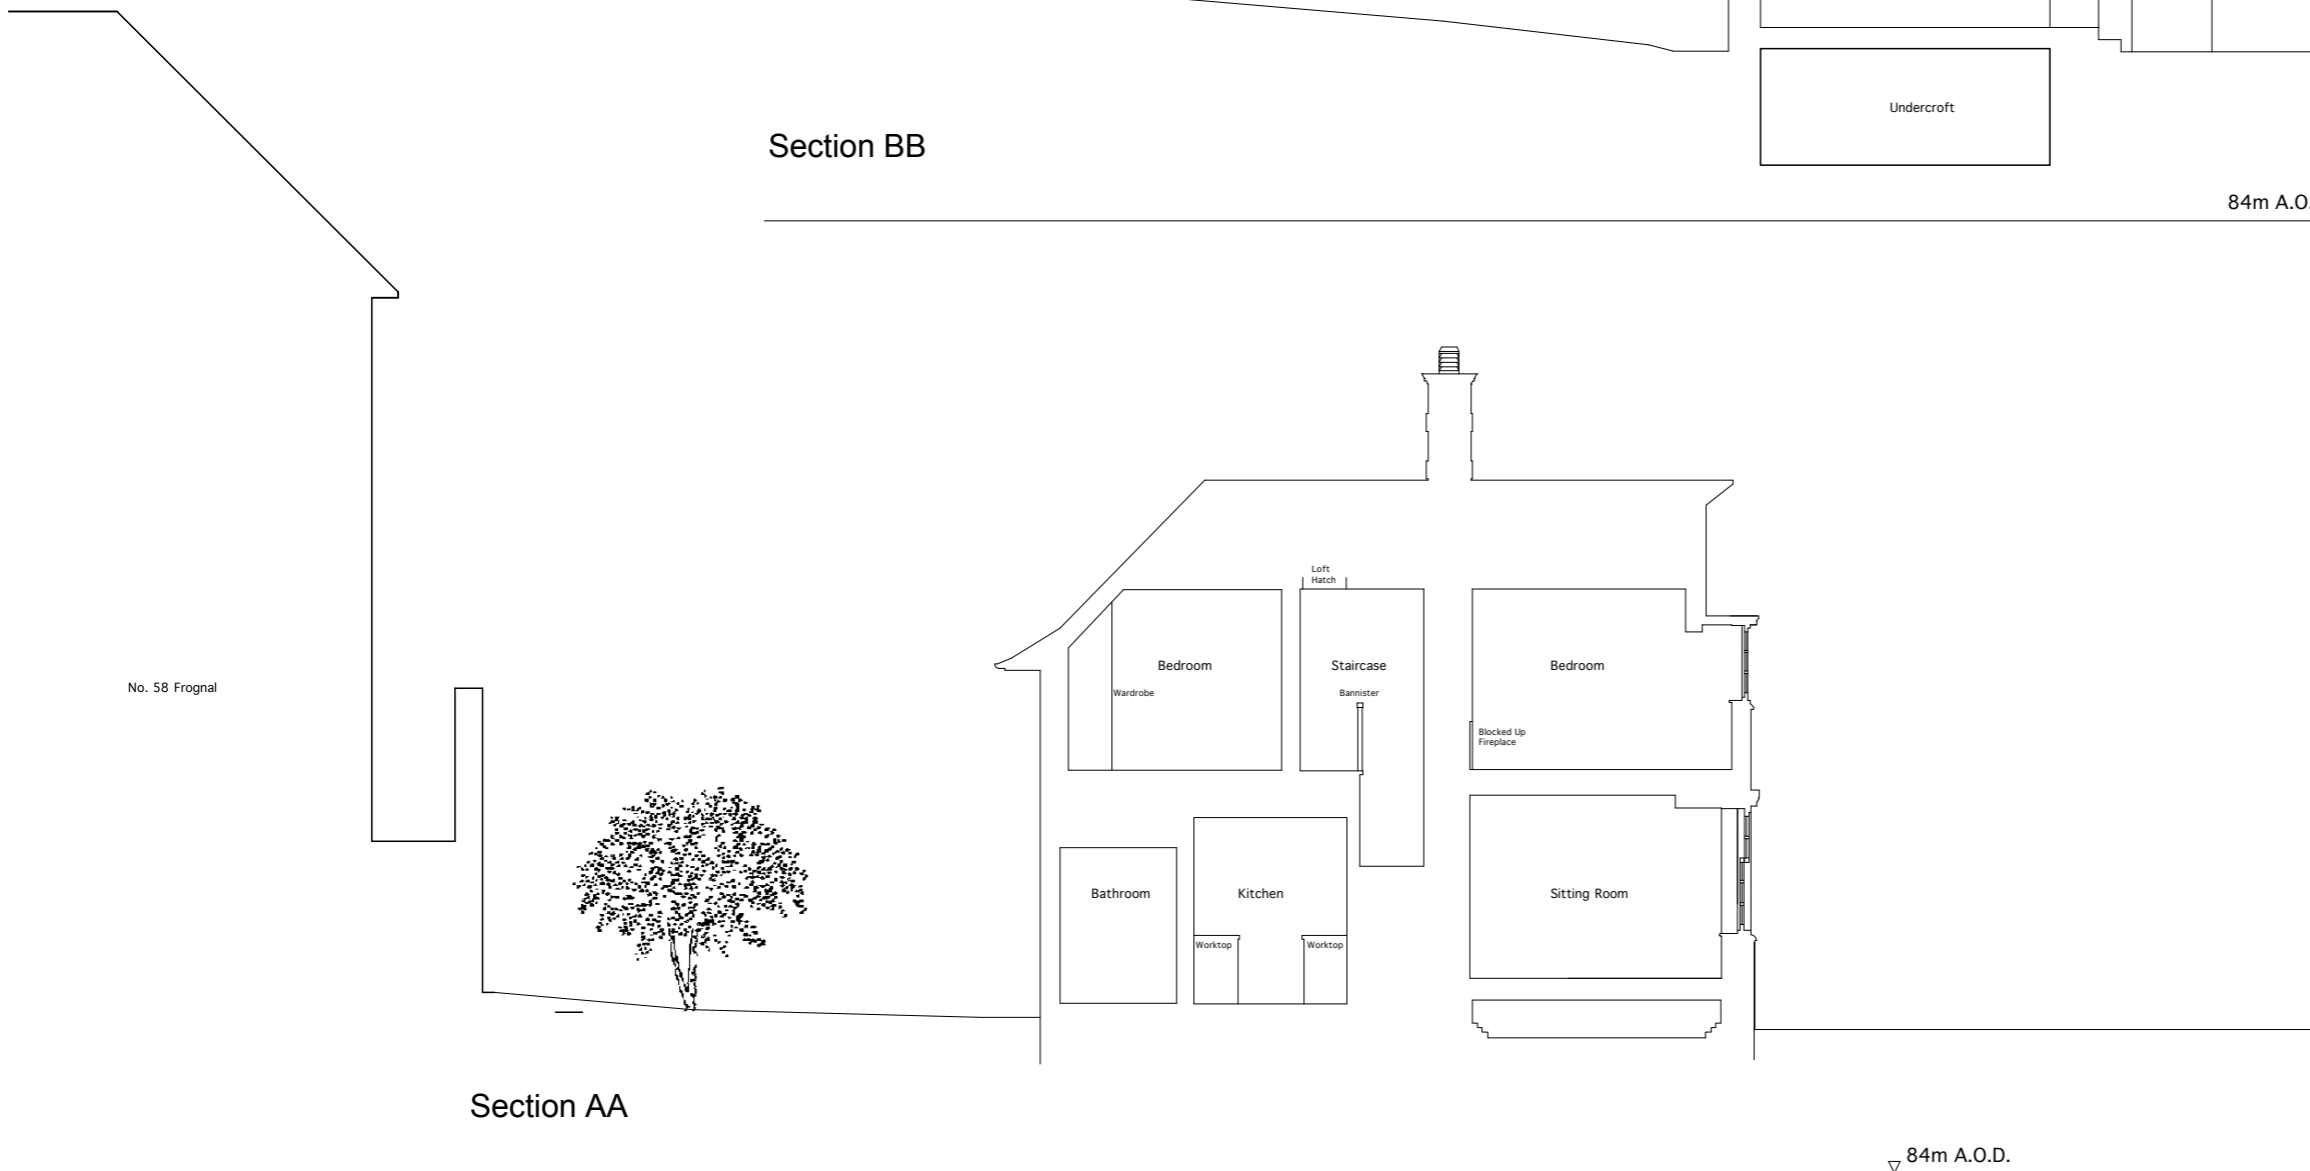 Undercroft
Section BB
84m A.O.
Loft
Hatch
Bedroom
Staircase
Bedroom
No. 58 Frognal
Wardrobe
Bannister
Blocked Up
Fireplace
Bathroom
Kitchen
Sitting Room
Worktop
Worktop
Section AA
84m A.O.D.